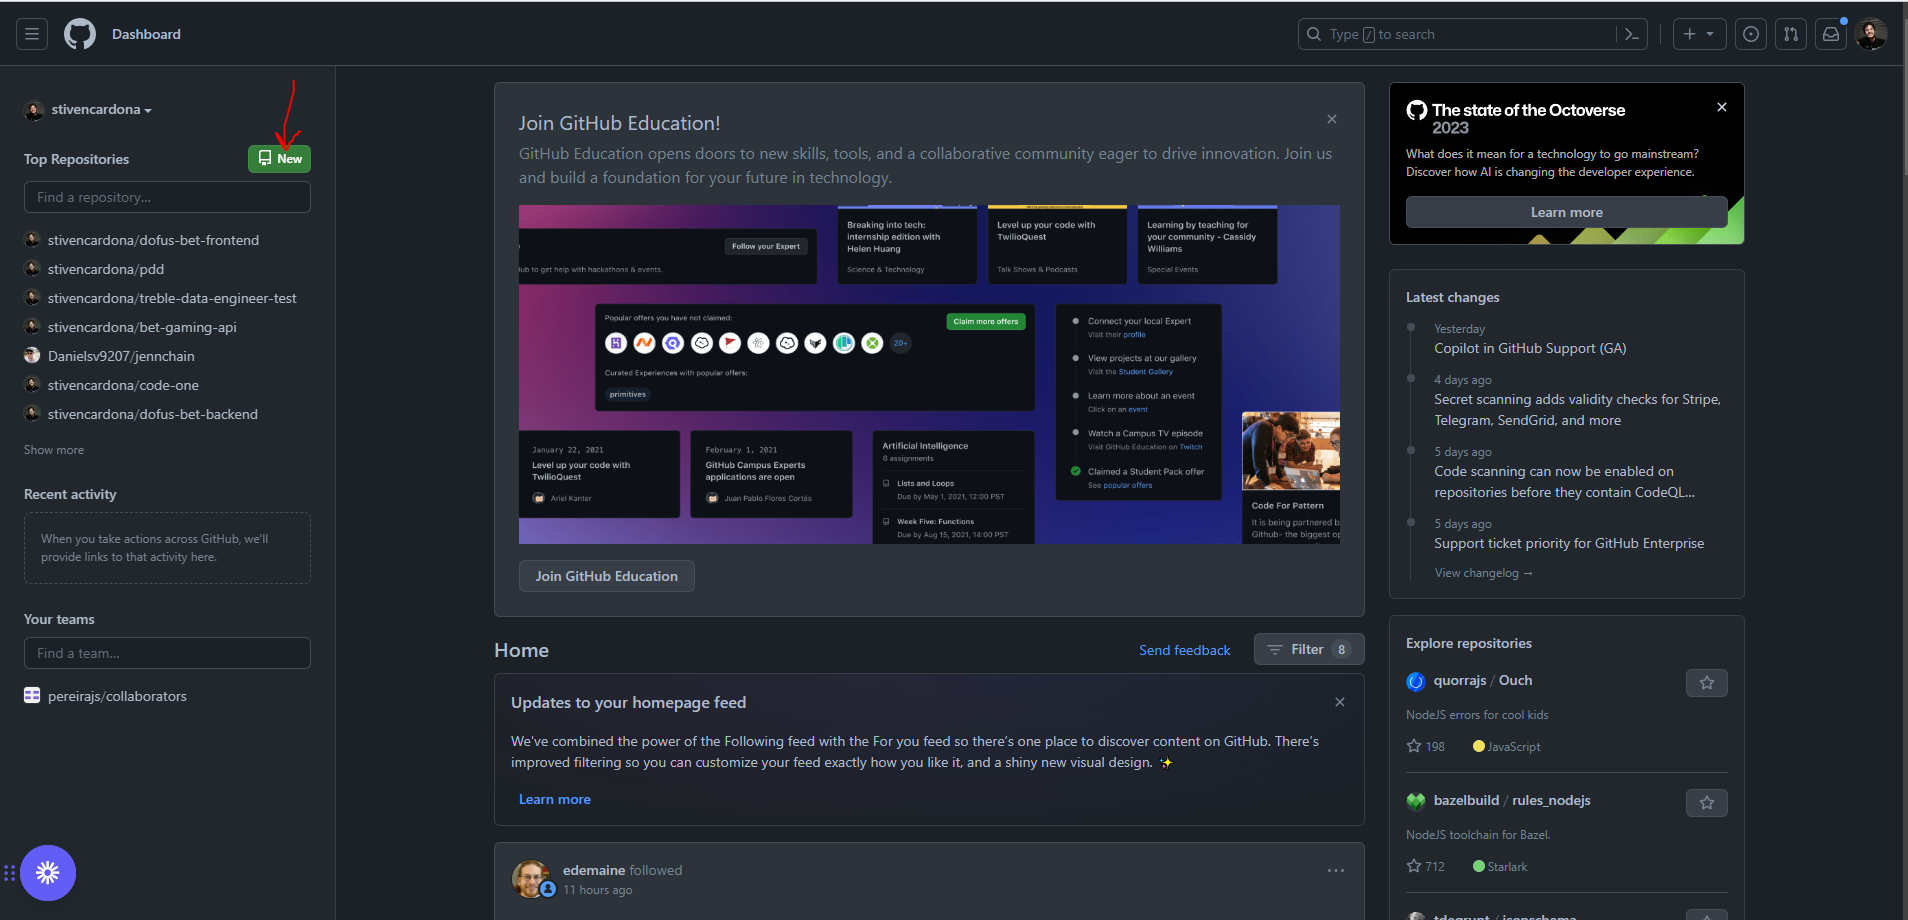 Dashboard
Type / to search
stivencardona
Top Repositories
New
Find a repository...
stivencardona/dofus-bet-frontend
stivencardona/pdd
stivencardona/treble-data-engineer-test
stivencardona/bet-gaming-api
Danielsv9207/jennchain
stivencardona/code-one
stivencardona/dofus-bet-backend
Show more
Recent activity
When you take actions across GitHub, we'll
provide links to that activity here.
Your teams
Find a team...
pereirajs/collaborators
Join GitHub Education!
GitHub Education opens doors to new skills, tools, and a collaborative community eager to drive innovation. Join us
and build a foundation for your future in technology.
Follow your Expert
to get help with hackathons & events.
Breaking into tech:
internship edition with
Helen Huang
Science & Technology
Level up your code with
TwilioQuest
Talk Shows & Podcasts
Learning by teaching for
your community - Cassidy
Williams
Special Events
Popular offers you have not claimed:
Claim more offers
20+
Curated Experiences with popular offers:
primitives
Connect your local Expert
Visit their profile
View projects at our gallery
Visit the Student Gallery
Learn more about an event
Click on an event
Watch a Campus TV episode
Visit GitHub Education on Twitch
Claimed a Student Pack offer
See popular offers
January 22, 2021
Level up your code with
TwilioQuest
Ariel Kanter
February 1, 2021
GitHub Campus Experts
applications are open
Juan Pablo Flores Cortés
Artificial Intelligence
6 assignments
Lists and Loops
Due by May 1, 2021, 12:00 PST
Week Five: Functions
Due by Aug 15, 2021, 14:00 PST
Code For Pattern
It is being partnered b
Github- the biggest op
Join GitHub Education
Home
Send feedback
Filter 8
Updates to your homepage feed
We've combined the power of the Following feed with the For you feed so there's one place to discover content on GitHub. There's
improved filtering so you can customize your feed exactly how you like it, and a shiny new visual design. ✨
Learn more
edemaine followed
11 hours ago
The state of the Octoverse
2023
What does it mean for a technology to go mainstream?
Discover how AI is changing the developer experience.
Learn more
Latest changes
Yesterday
Copilot in GitHub Support (GA)
4 days ago
Secret scanning adds validity checks for Stripe,
Telegram, SendGrid, and more
5 days ago
Code scanning can now be enabled on
repositories before they contain CodeQL...
5 days ago
Support ticket priority for GitHub Enterprise
View changelog →
Explore repositories
quorrajs / Ouch
NodeJS errors for cool kids
198 JavaScript
bazelbuild / rules_nodejs
NodeJS toolchain for Bazel.
712 Starlark
tdegrunt / jsonschema